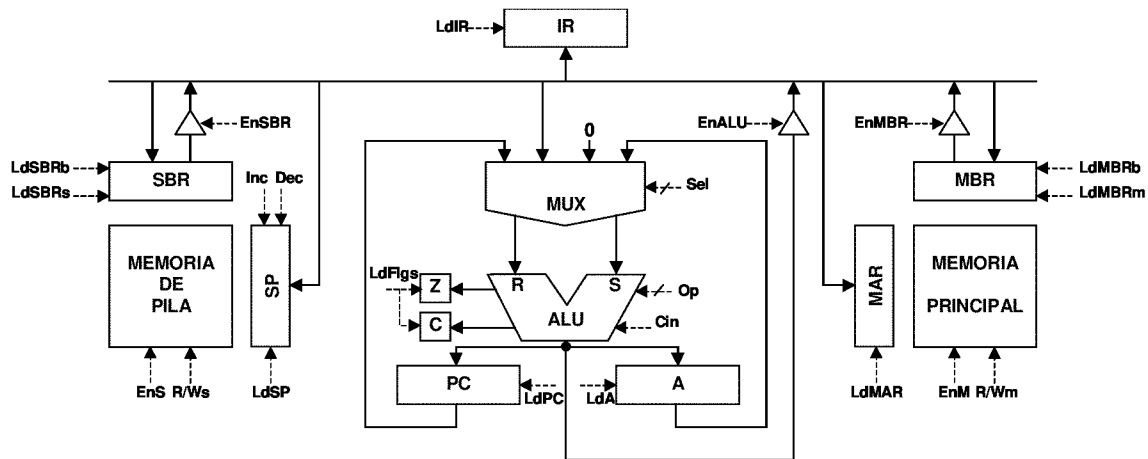 LdIR
IR
EnSBR
EnALU
EnMBR
0
LdSBRb
LdSBRs
SBR
Inc Dec
MUX
Sel
MBR
LdMBRb
LdMBRm
MEMORIA
DE
PILA
SP
LdFlgs
Z
C
R
S
ALU
Op
Cin
MAR
MEMORIA
PRINCIPAL
EnS R/Ws
LdSP
PC
LdPC
LdA
A
LdMAR
EnM R/Wm